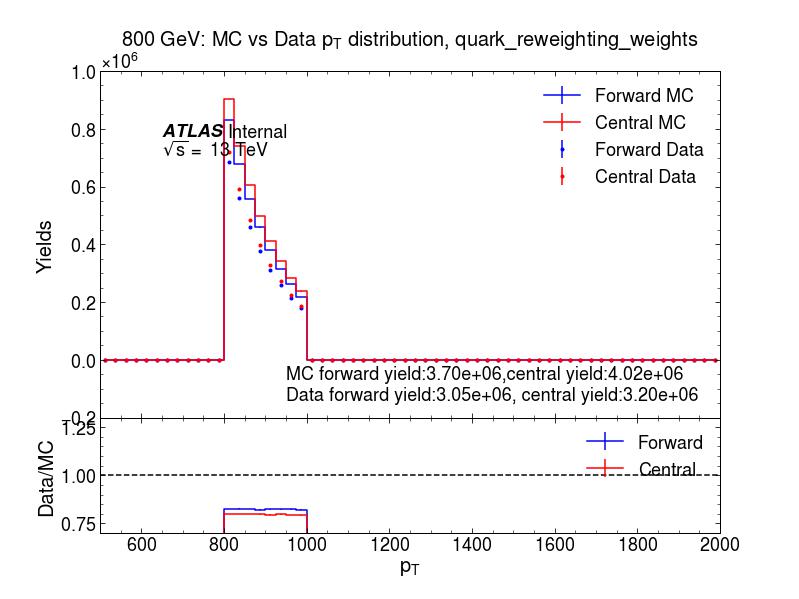 800 GeV: MC vs Data pT distribution, quark_reweighting_weights
×10⁶
1.0
0.8
0.6
0.4
0.2
0.0
0.2
Yields
ATLAS Internal
√s = 13 TeV
Forward MC
Central MC
Forward Data
Central Data
MC forward yield:3.70e+06,central yield:4.02e+06
Data forward yield:3.05e+06, central yield:3.20e+06
1.25
1.00
0.75
Data/MC
Forward
Central
600 800 1000 1200 1400 1600 1800 2000
pT